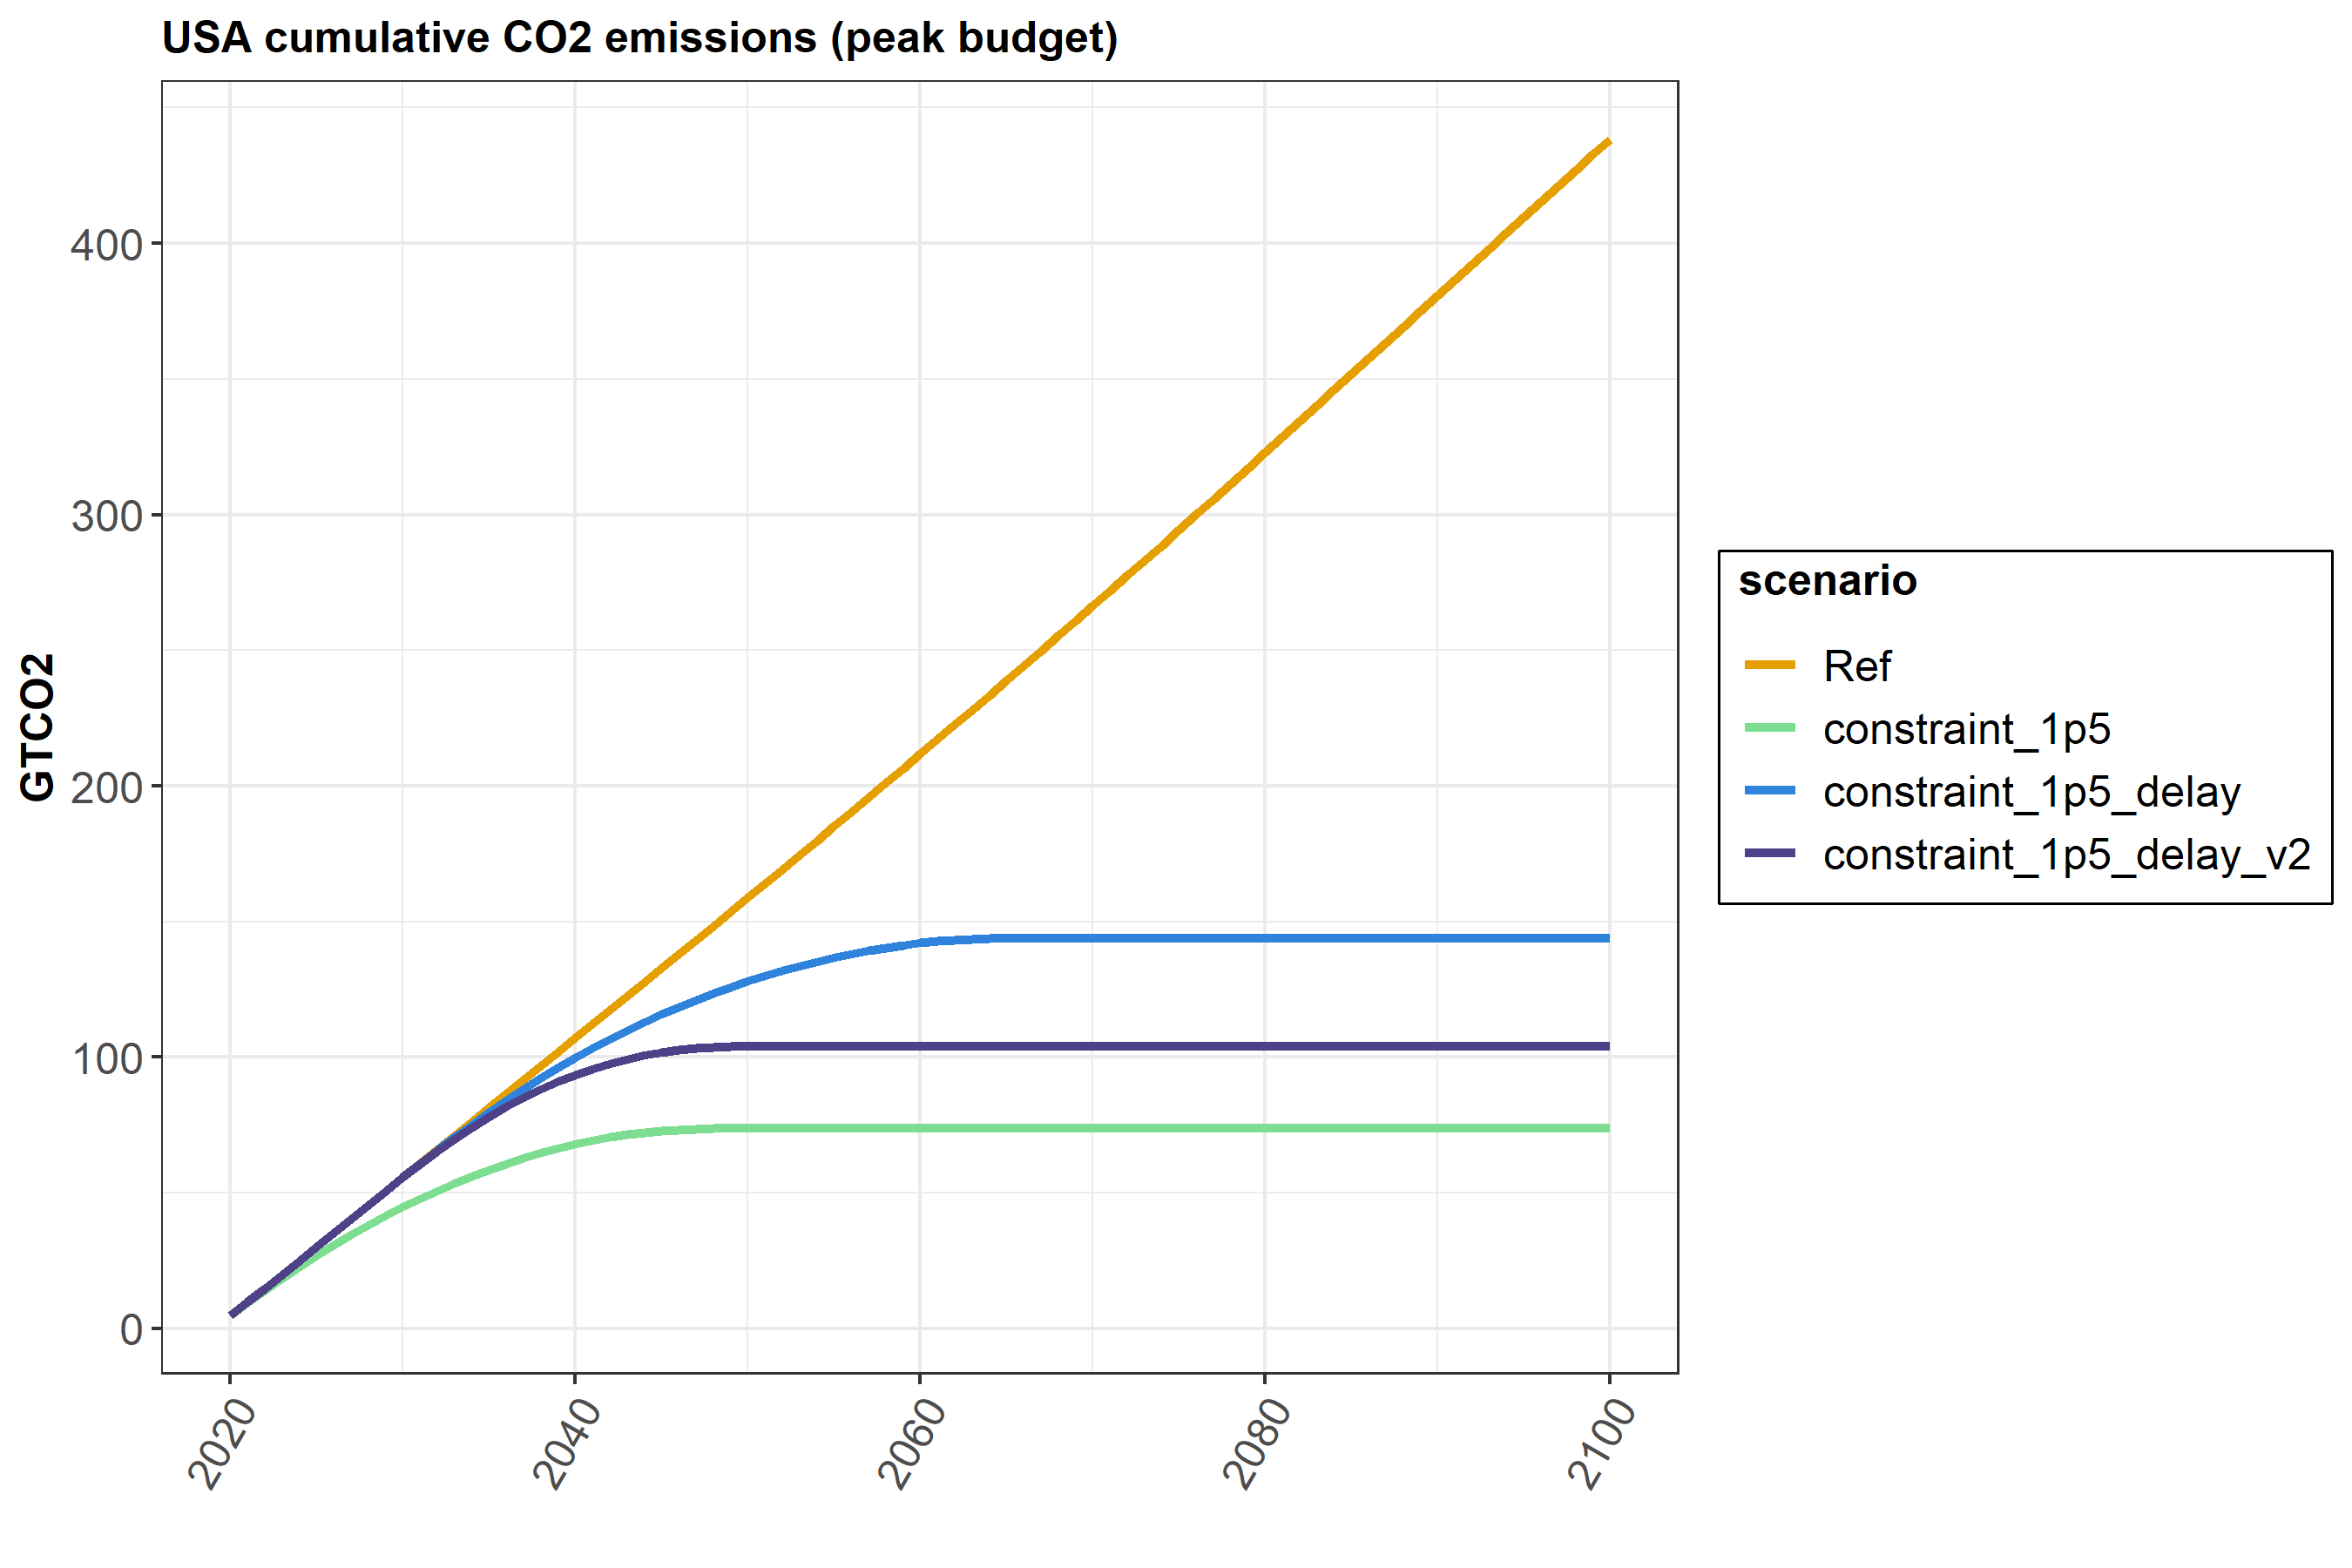 USA cumulative CO2 emissions (peak budget)
GTCO2
400
300
200
100
0
2020
2040
2060
2080
2100
scenario
Ref
constraint_1p5
constraint_1p5_delay
constraint_1p5_delay_v2